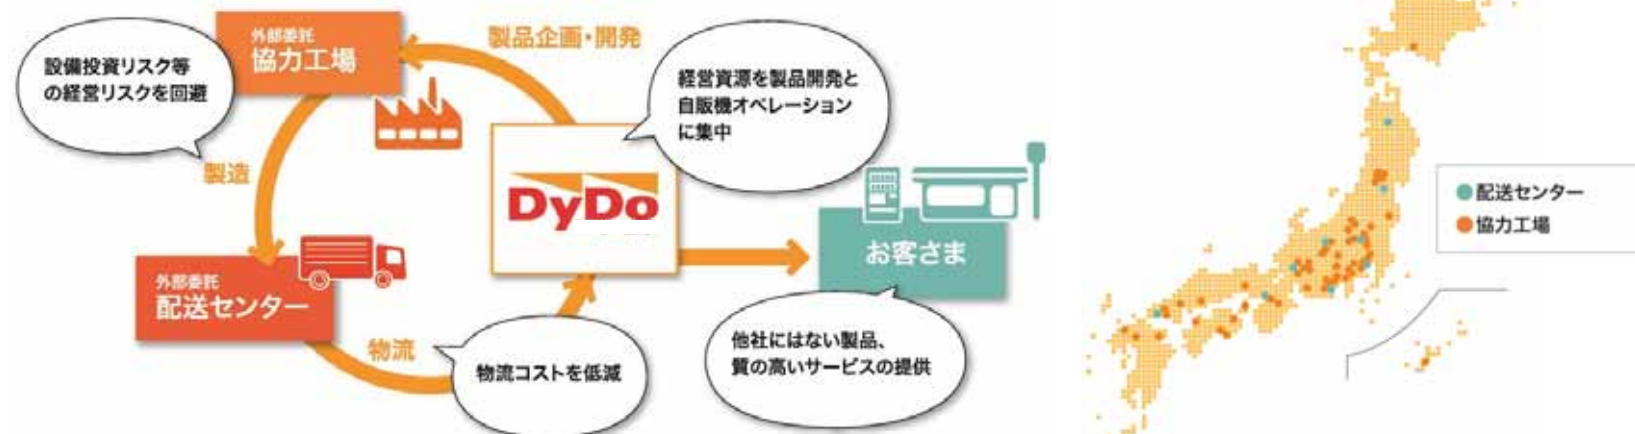 外部委託
協力工場
製品企画・開発
設備投資リスク等
の経営リスクを回避
経営資源を製品開発と
自販機オペレーション
に集中
製造
DyDo
お客さま
外部委託
配送センター
物流
物流コストを低減
他社にはない製品、
質の高いサービスの提供
配送センター
協力工場